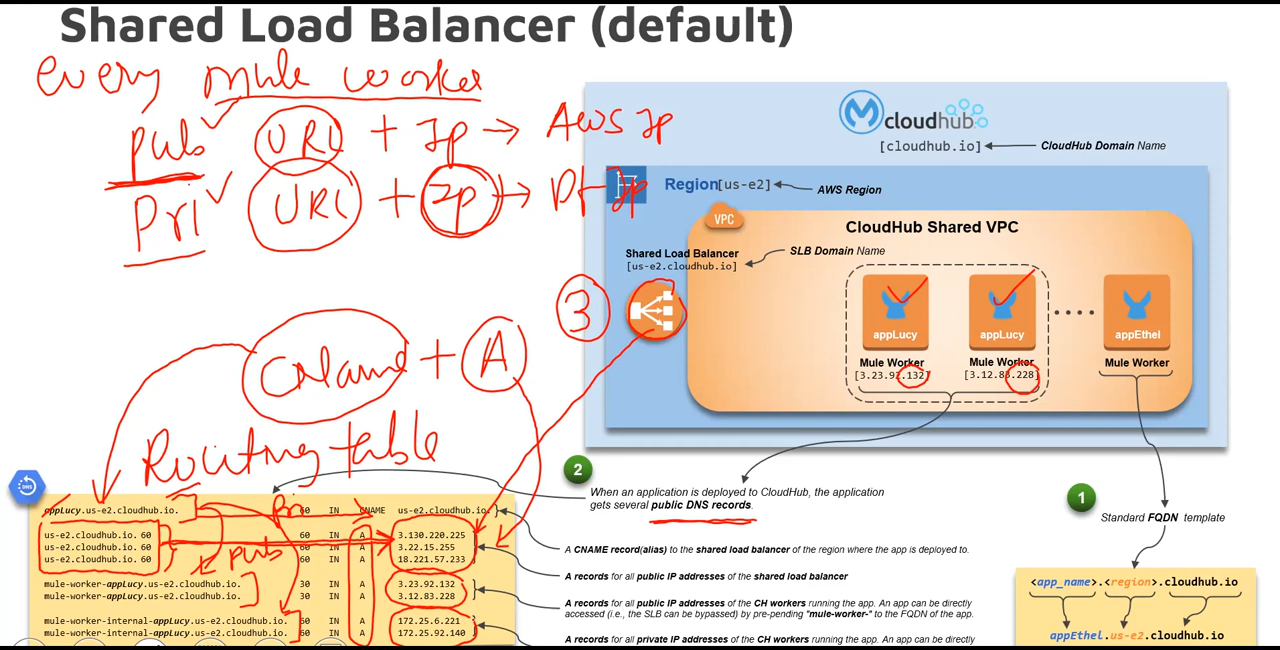 Shared Load Balancer (default)
every mule worker
Pub URL + Ip → AWS Ip
Pri URL + Ip → Pt-Ip
cloudhub
[cloudhub.io]
CloudHub Domain Name
Region[us-e2]
AWS Region
VPC
CloudHub Shared VPC
Shared Load Balancer
[us-e2.cloudhub.io]
SLB Domain Name
3
appLucy
appLucy
appEthel
Mule Worker
[3.23.92.132]
Mule Worker
[3.12.83.228]
Mule Worker
CName + A
Routing table
2
When an application is deployed to CloudHub, the application
gets several public DNS records.
1
Standard FQDN template
DNS
appLucy.us-e2.cloudhub.io. 60 IN CNAME us-e2.cloudhub.io.
Pri
us-e2.cloudhub.io. 60 60 IN A 3.130.220.225
us-e2.cloudhub.io. 60 60 IN A 3.22.15.255
us-e2.cloudhub.io. 60 60 IN A 18.221.57.233
Pub
mule-worker-appLucy.us-e2.cloudhub.io. 30 IN A 3.23.92.132
mule-worker-appLucy.us-e2.cloudhub.io. 30 IN A 3.12.83.228
mule-worker-internal-appLucy.us-e2.cloudhub.io. 60 IN A 172.25.6.221
mule-worker-internal-appLucy.us-e2.cloudhub.io. 60 IN A 172.25.92.140
A CNAME record(alias) to the shared load balancer of the region where the app is deployed to.
A records for all public IP addresses of the shared load balancer
A records for all public IP addresses of the CH workers running the app. An app can be directly
accessed (i.e., the SLB can be bypassed) by pre-pending "mule-worker-" to the FQDN of the app.
A records for all private IP addresses of the CH workers running the app. An app can be directly
<app_name>.<region>.cloudhub.io
appEthel.us-e2.cloudhub.io